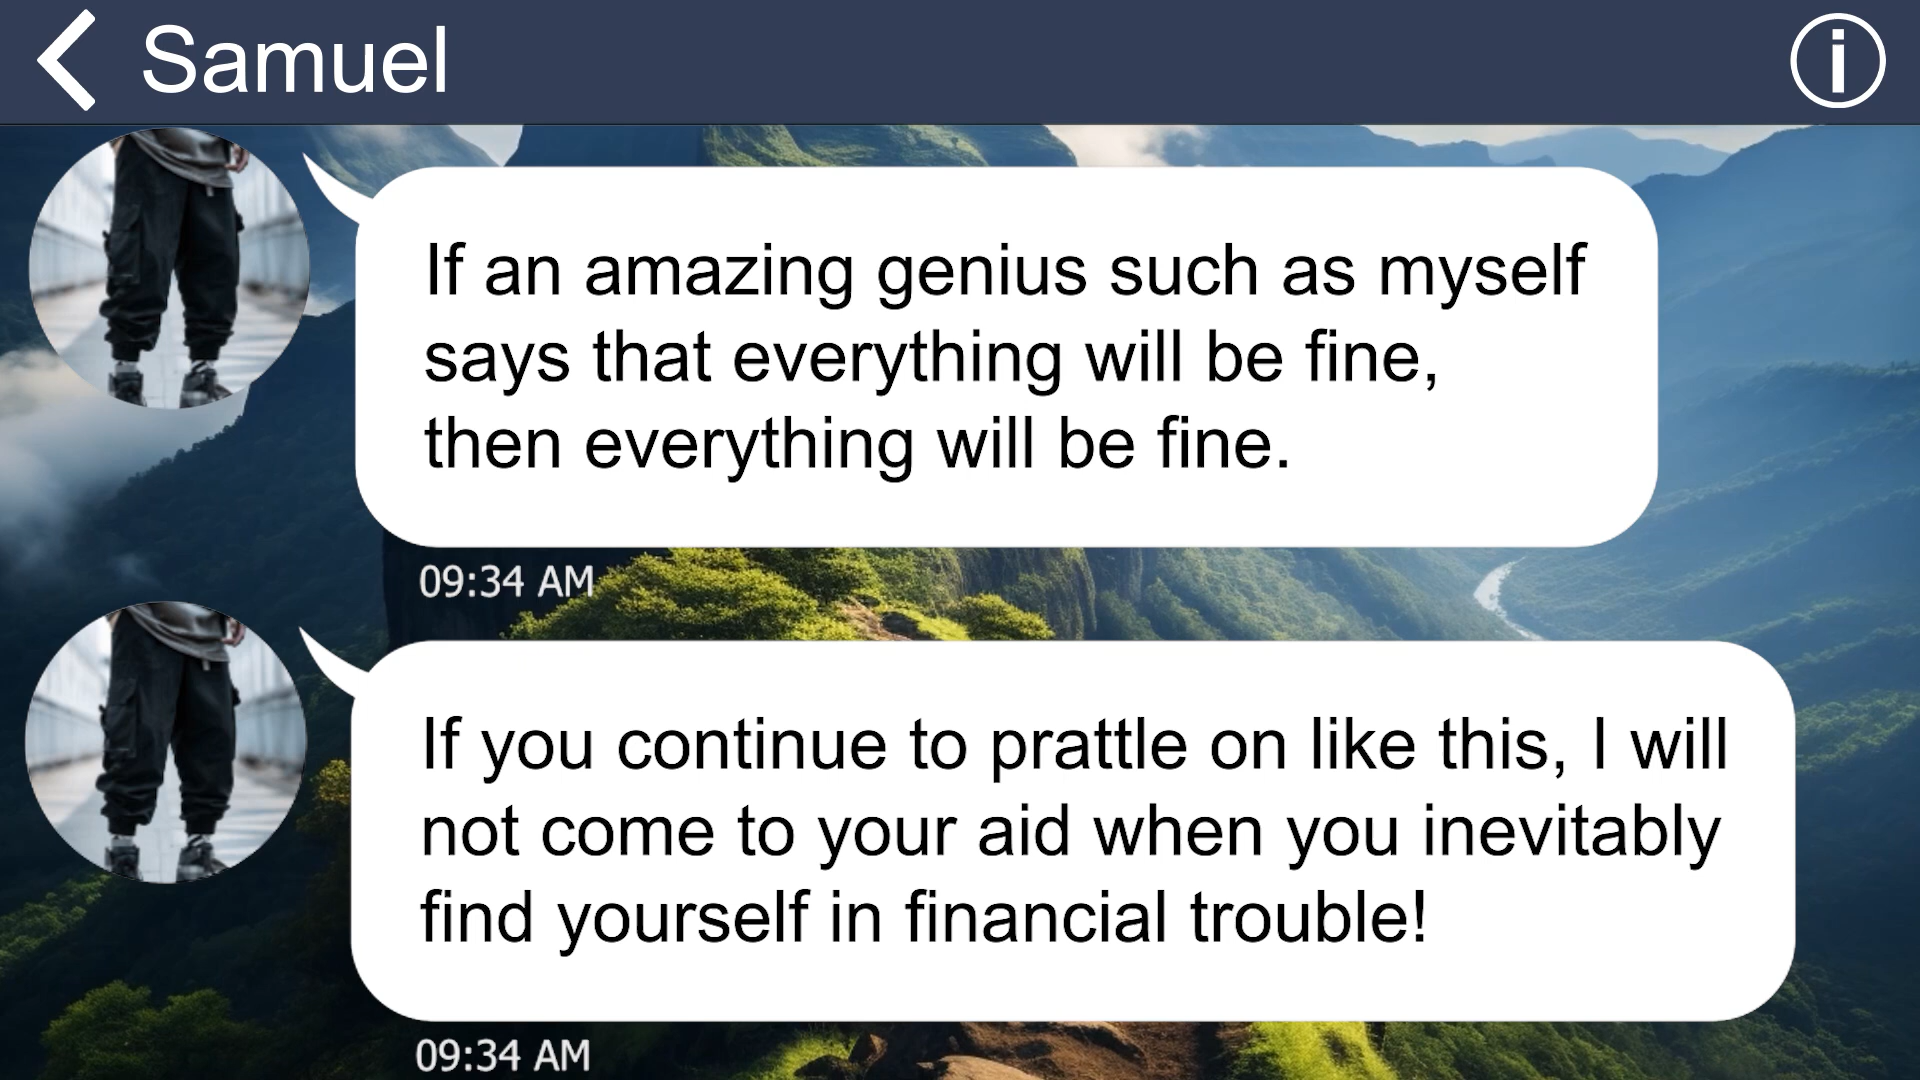 Samuel
If an amazing genius such as myself
says that everything will be fine,
then everything will be fine.
09:34 AM
If you continue to prattle on like this, I will
not come to your aid when you inevitably
find yourself in financial trouble!
09:34 AM